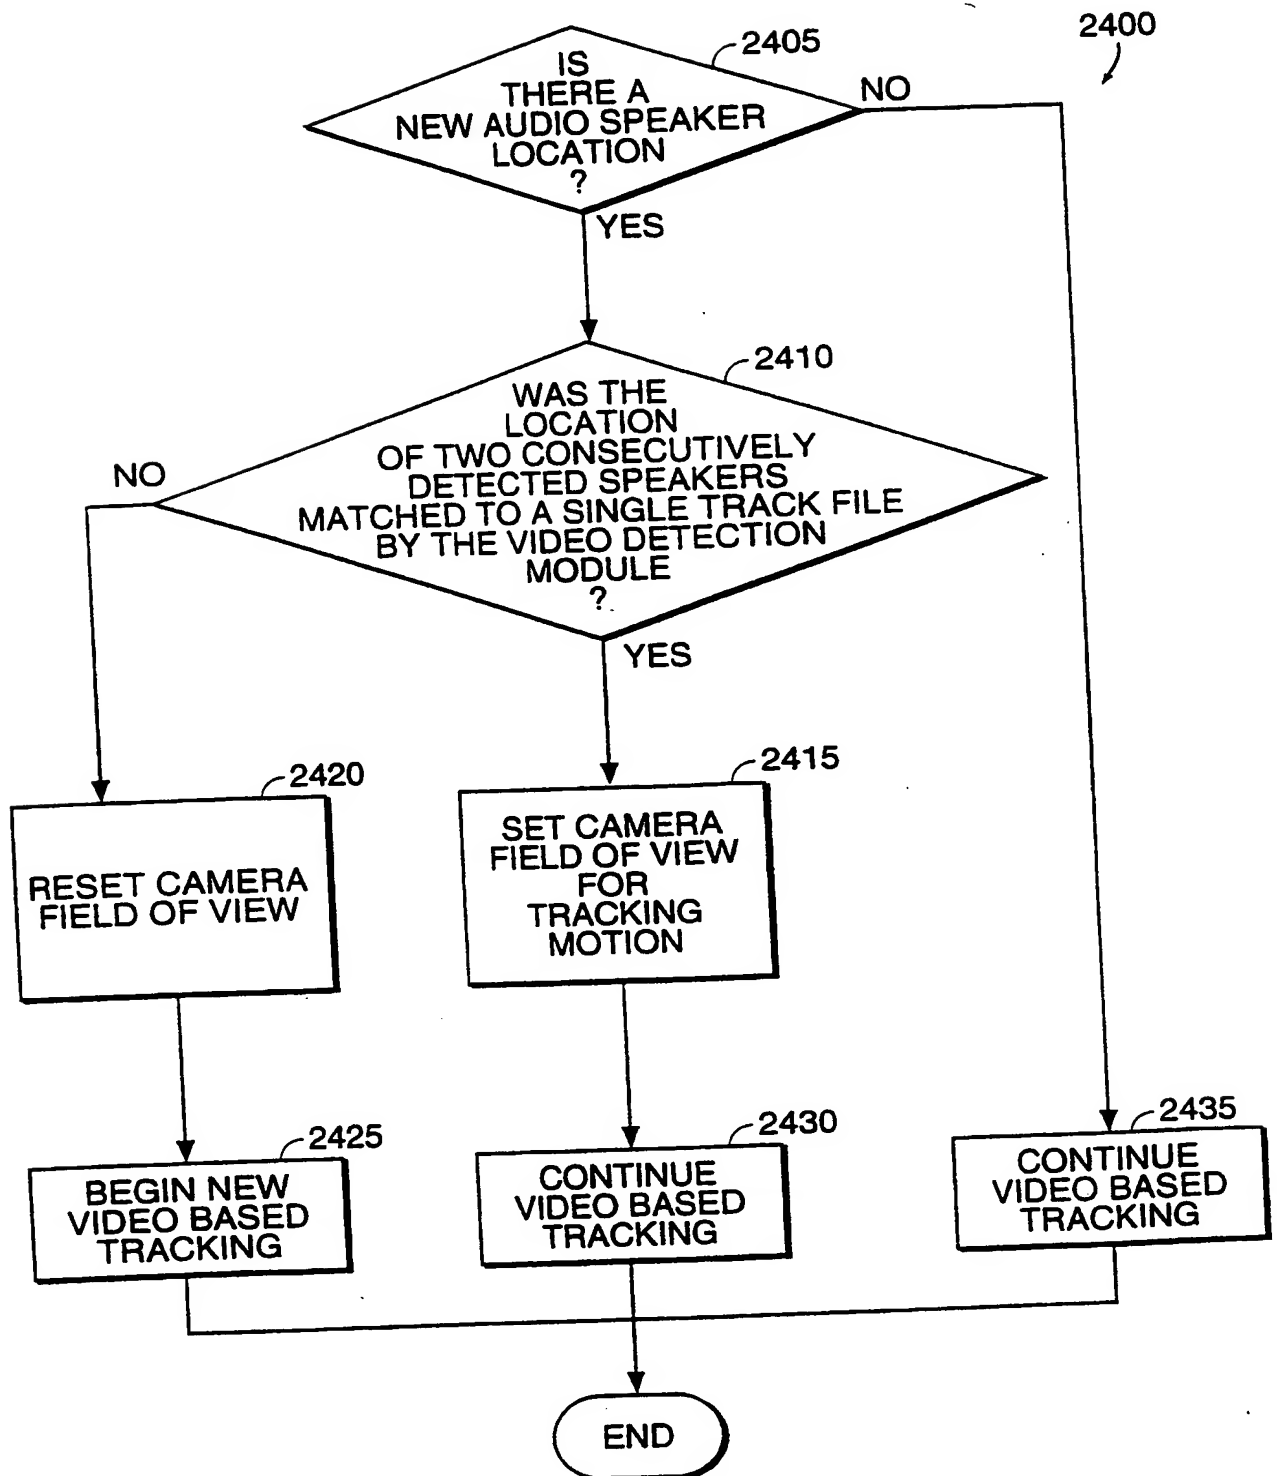 2400
2405
IS
THERE A
NEW AUDIO SPEAKER
LOCATION
?
NO
YES
2410
WAS THE
LOCATION
OF TWO CONSECUTIVELY
DETECTED SPEAKERS
MATCHED TO A SINGLE TRACK FILE
BY THE VIDEO DETECTION
MODULE
?
NO
YES
2420
RESET CAMERA
FIELD OF VIEW
2415
SET CAMERA
FIELD OF VIEW
FOR
TRACKING
MOTION
2425
BEGIN NEW
VIDEO BASED
TRACKING
2430
CONTINUE
VIDEO BASED
TRACKING
2435
CONTINUE
VIDEO BASED
TRACKING
END